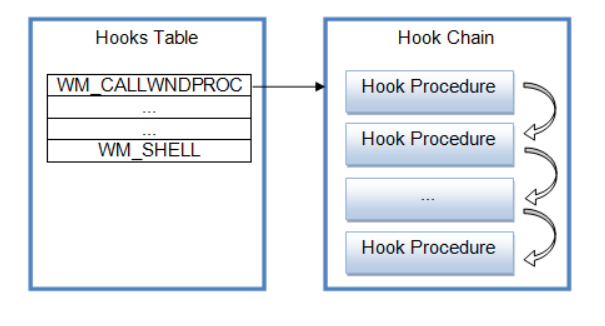 Hooks Table
WM_CALLWNDPROC
...
...
WM_SHELL
Hook Chain
Hook Procedure
Hook Procedure
...
Hook Procedure